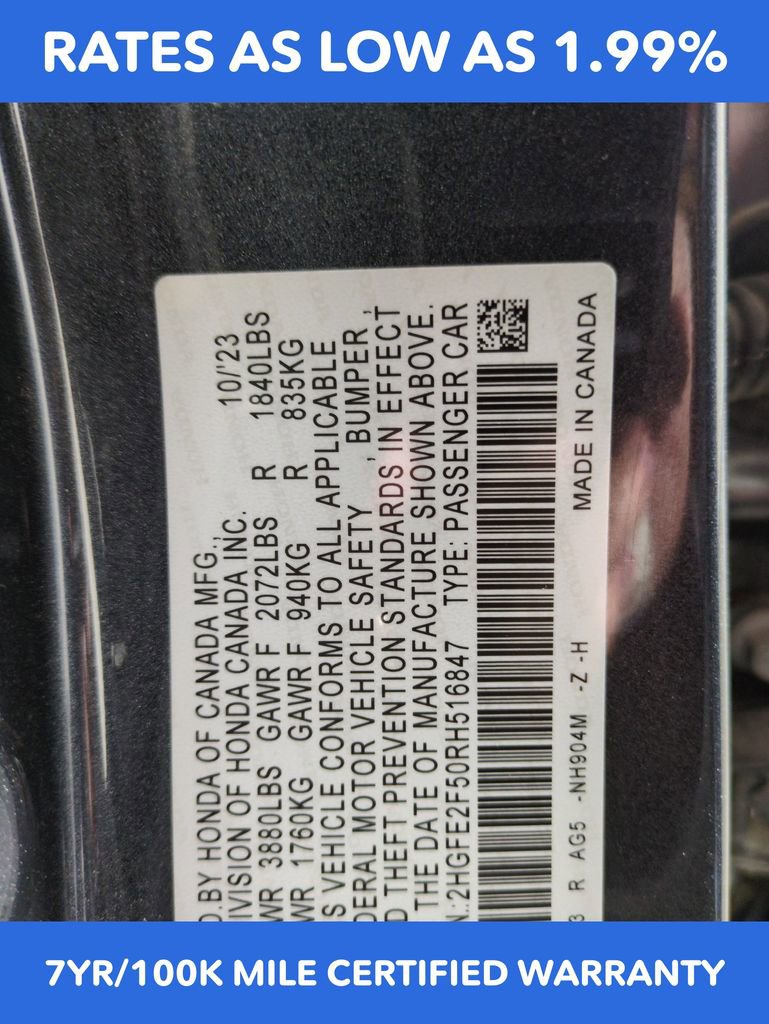 RATES AS LOW AS 1.99%
D.BY HONDA OF CANADA MFG.,
IVISION OF HONDA CANADA INC. 10/'23
WR 3880LBS GAWR F 2072LBS R 1840LBS
WR 1760KG GAWR F 940KG R 835KG
S VEHICLE CONFORMS TO ALL APPLICABLE
DERAL MOTOR VEHICLE SAFETY , BUMPER ,
D THEFT PREVENTION STANDARDS IN EFFECT
THE DATE OF MANUFACTURE SHOWN ABOVE.
N.:2HGFE2F50RH516847 TYPE: PASSENGER CAR
3 R AG5 -NH904M -Z -H MADE IN CANADA
7YR/100K MILE CERTIFIED WARRANTY